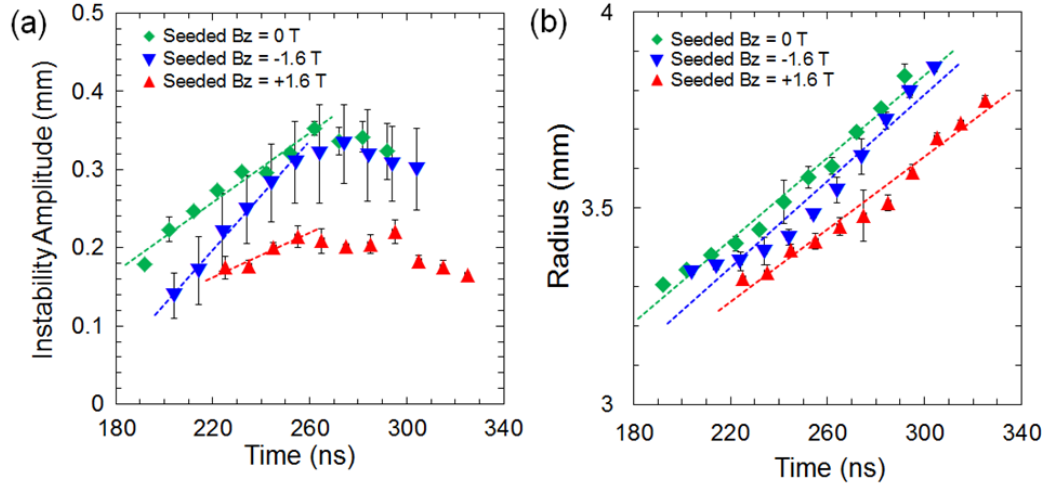 (a)
Seeded Bz = 0 T
Seeded Bz = -1.6 T
Seeded Bz = +1.6 T
Instability Amplitude (mm)
0.5
0.4
0.3
0.2
0.1
0
180 220 260 300 340
Time (ns)
(b)
Seeded Bz = 0 T
Seeded Bz = -1.6 T
Seeded Bz = +1.6 T
Radius (mm)
4
3.5
3
180 220 260 300 340
Time (ns)